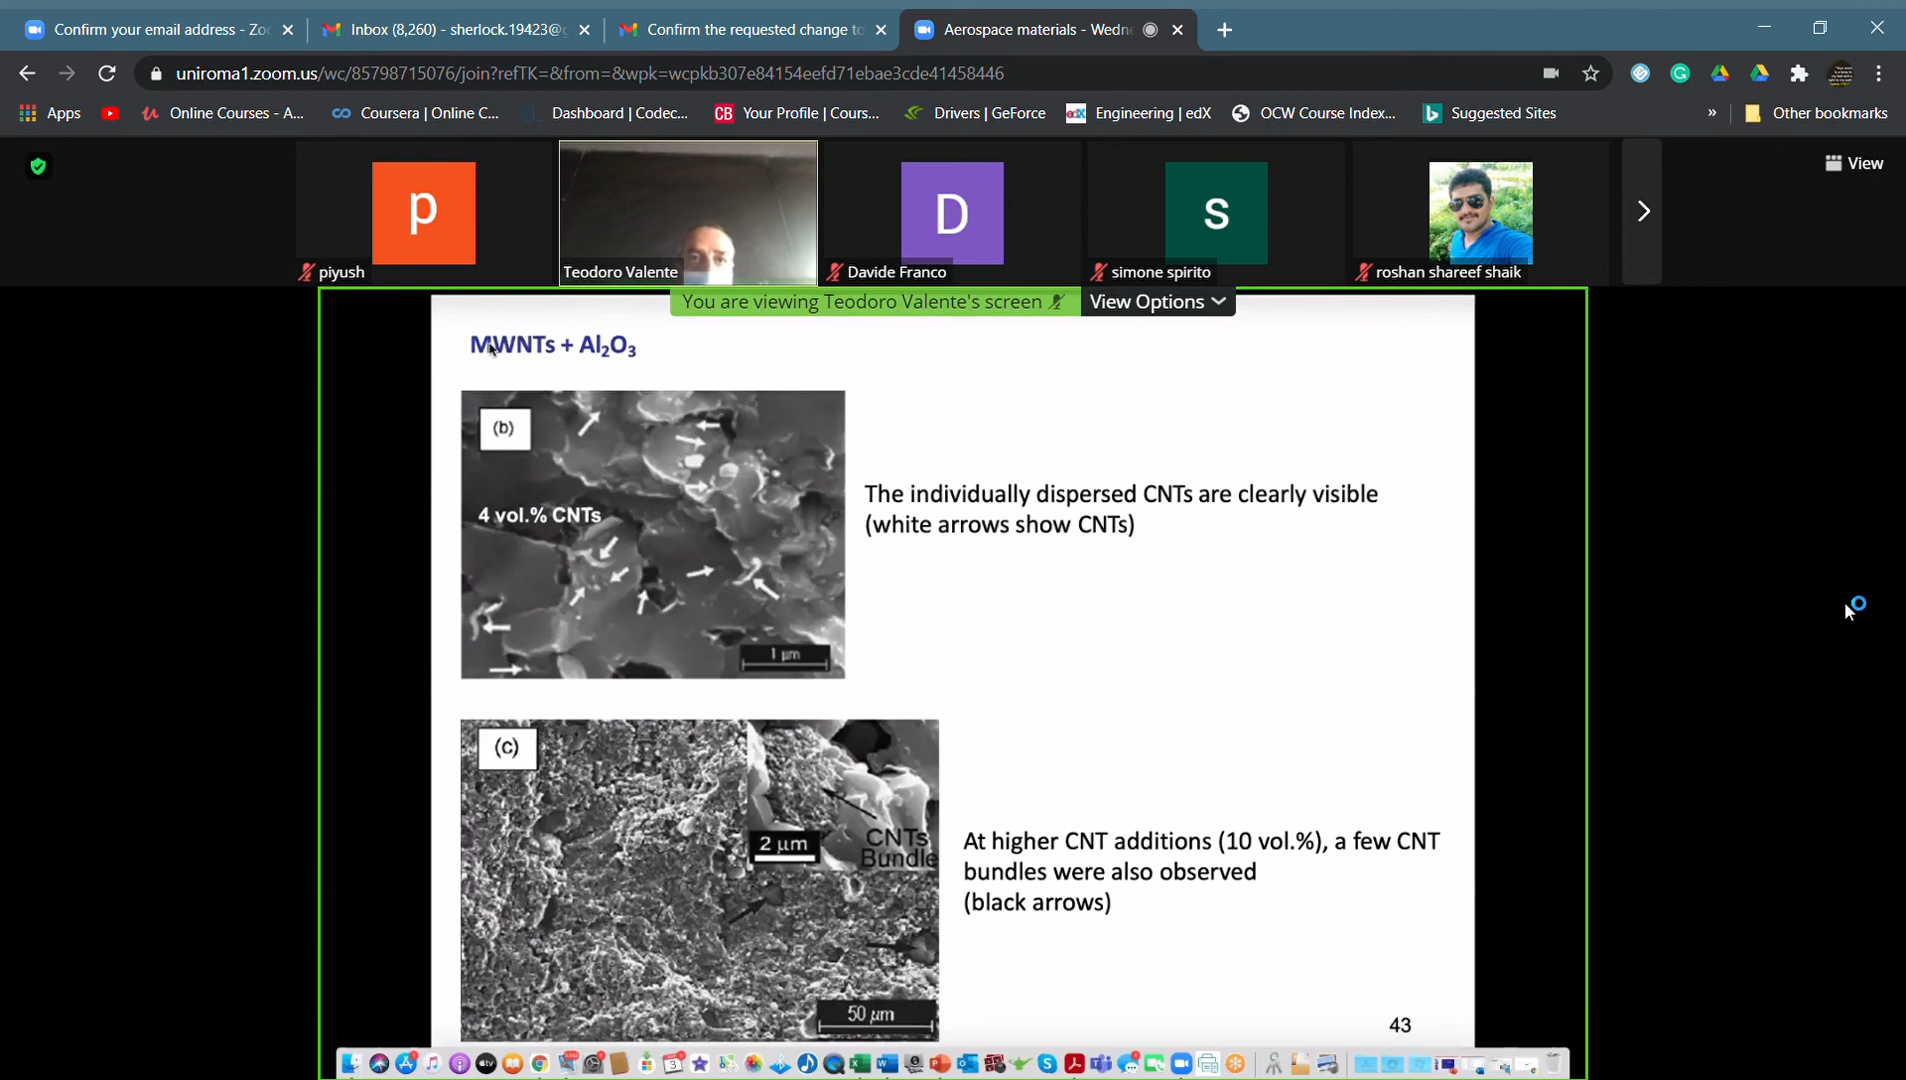 Confirm your email address - Zo
Inbox (8,260) - sherlock.19423@
Confirm the requested change to
Aerospace materials - Wedne
uniroma1.zoom.us/wc/85798715076/join?refTK=&from=&wpk=wcpkb307e84154eefd71ebae3cde41458446
Apps
Online Courses - A...
Coursera | Online C...
Dashboard | Codec...
CB
Your Profile | Cours...
Drivers | GeForce
edX
Engineering | edX
OCW Course Index...
Suggested Sites
»
Other bookmarks
View
p
D
s
piyush
Teodoro Valente
Davide Franco
simone spirito
roshan shareef shaik
You are viewing Teodoro Valente's screen
View Options
MWNTs + Al₂O₃
(b)
4 vol.% CNTs
1 μm
The individually dispersed CNTs are clearly visible
(white arrows show CNTs)
(c)
2 μm
CNTs
Bundle
50 μm
At higher CNT additions (10 vol.%), a few CNT
bundles were also observed
(black arrows)
43